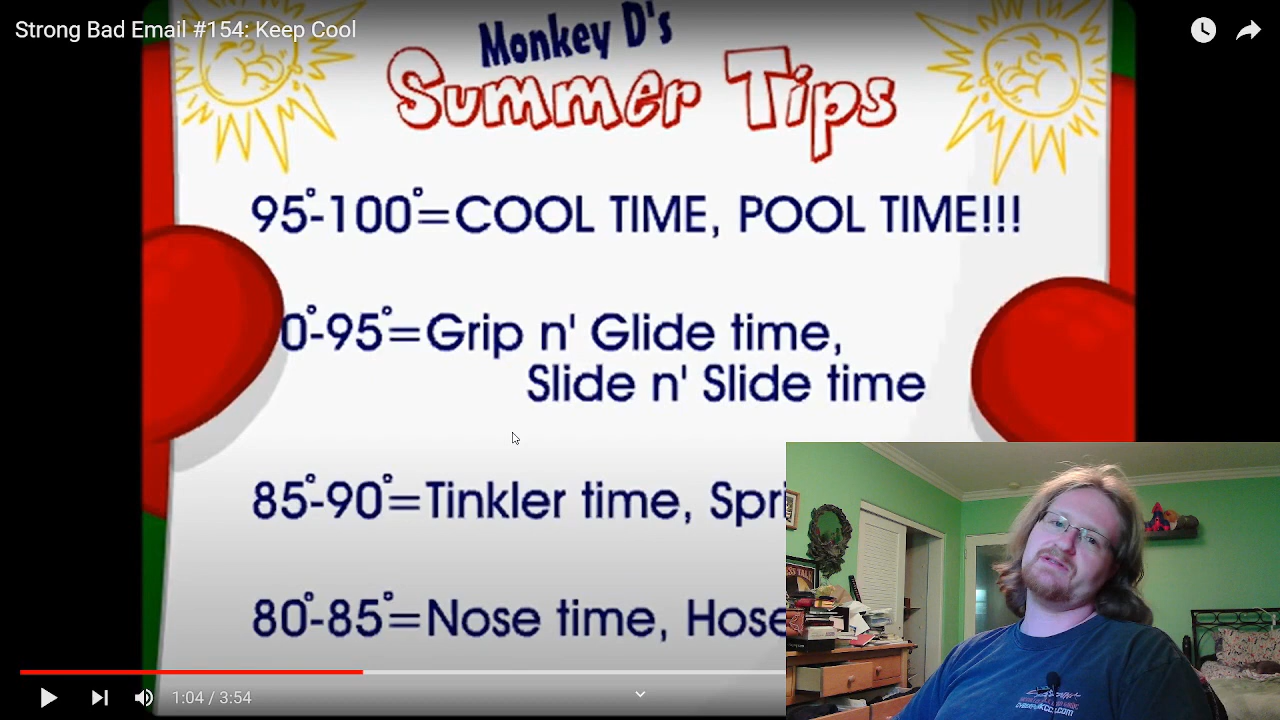 Strong Bad Email #154: Keep Cool
Monkey D's
Summer Tips
95°-100°=COOL TIME, POOL TIME!!!
0°-95°=Grip n' Glide time,
Slide n' Slide time
85°-90°=Tinkler time, Spri
80°-85°=Nose time, Hose
1:04 / 3:54